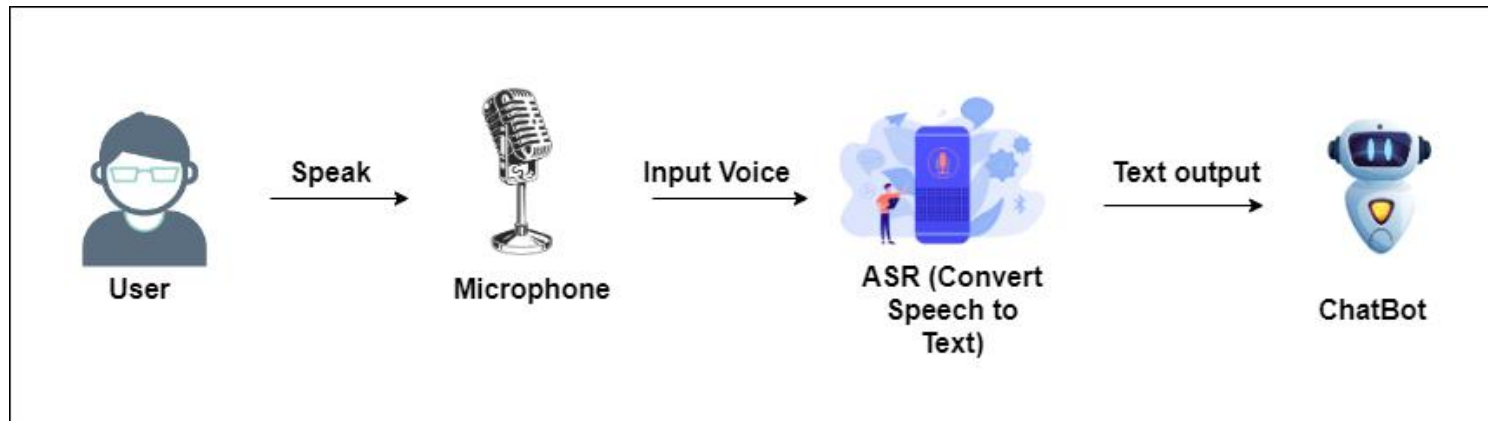 Speak
Input Voice
Text output
User
Microphone
ASR (Convert
Speech to
Text)
ChatBot